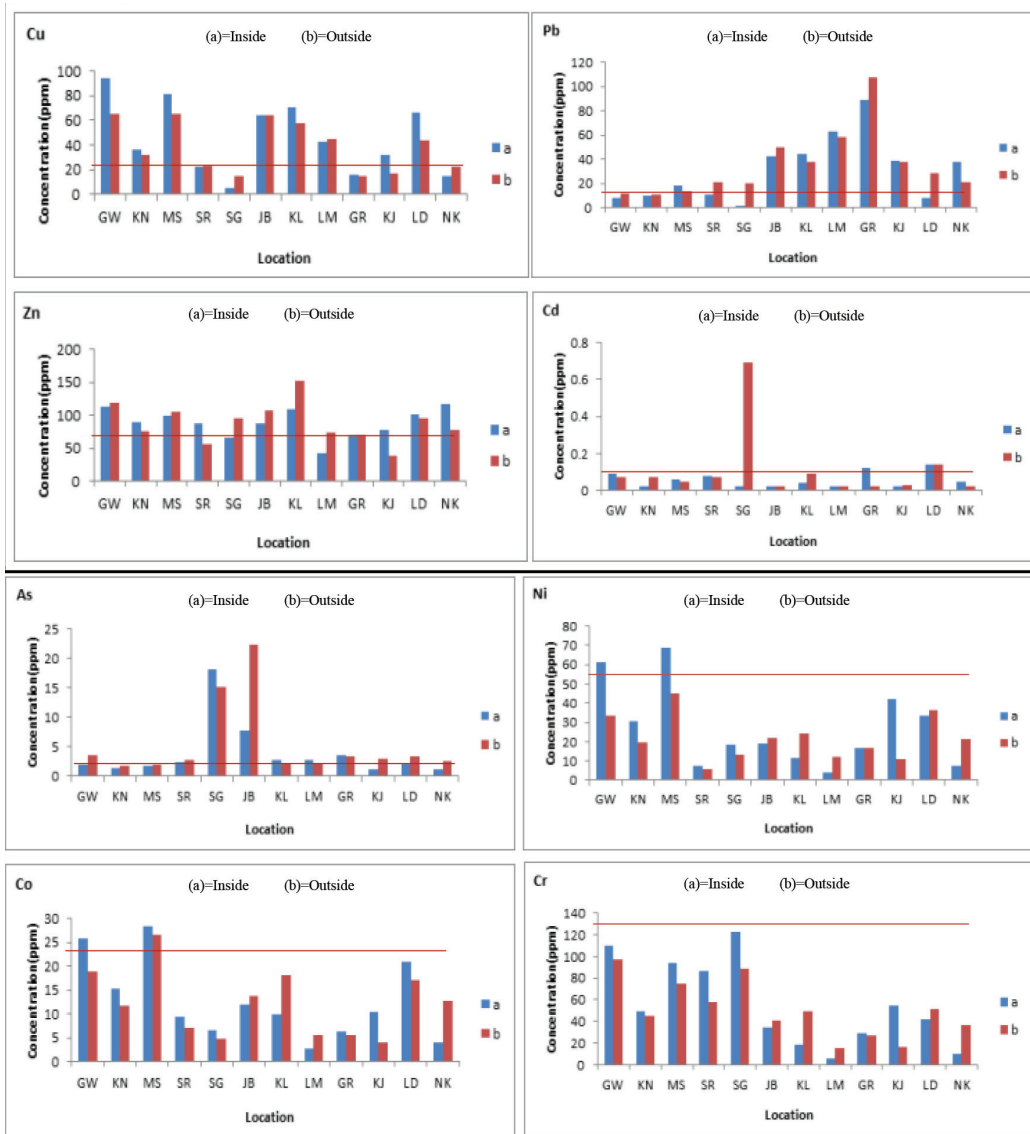 Cu (a)=Inside (b)=Outside
Concentration(ppm)
100
80
60
40
20
0
GW KN MS SR SG JB KL LM GR KJ LD NK
Location
a
b
Pb (a)=Inside (b)=Outside
Concentration(ppm)
120
100
80
60
40
20
0
GW KN MS SR SG JB KL LM GR KJ LD NK
Location
a
b
Zn (a)=Inside (b)=Outside
Concentration(ppm)
200
150
100
50
0
GW KN MS SR SG JB KL LM GR KJ LD NK
Location
a
b
Cd (a)=Inside (b)=Outside
Concentration(ppm)
0.8
0.6
0.4
0.2
0
GW KN MS SR SG JB KL LM GR KJ LD NK
Location
a
b
As (a)=Inside (b)=Outside
Concentration(ppm)
25
20
15
10
5
0
GW KN MS SR SG JB KL LM GR KJ LD NK
Location
a
b
Ni (a)=Inside (b)=Outside
Concentration(ppm)
80
70
60
50
40
30
20
10
0
GW KN MS SR SG JB KL LM GR KJ LD NK
Location
a
b
Co (a)=Inside (b)=Outside
Concentration(ppm)
30
25
20
15
10
5
0
GW KN MS SR SG JB KL LM GR KJ LD NK
Location
a
b
Cr (a)=Inside (b)=Outside
Concentration(ppm)
140
120
100
80
60
40
20
0
GW KN MS SR SG JB KL LM GR KJ LD NK
Location
a
b